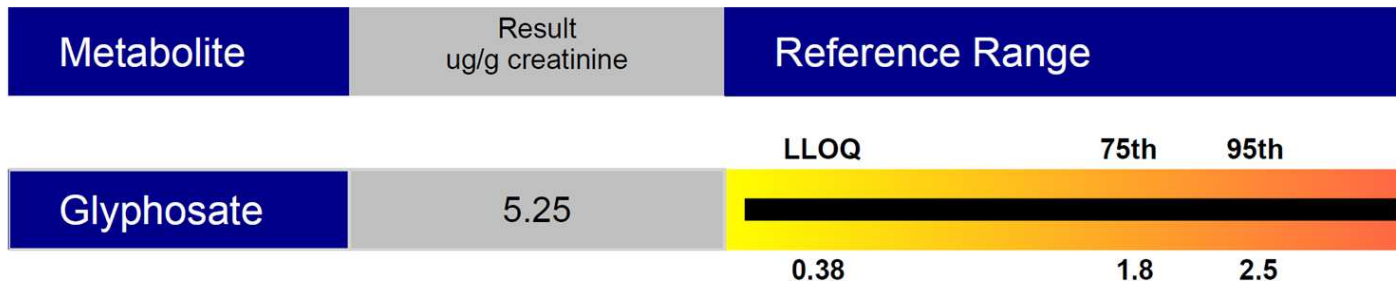 Metabolite
Result
ug/g creatinine
Reference Range
LLOQ 75th 95th
Glyphosate
5.25
0.38 1.8 2.5